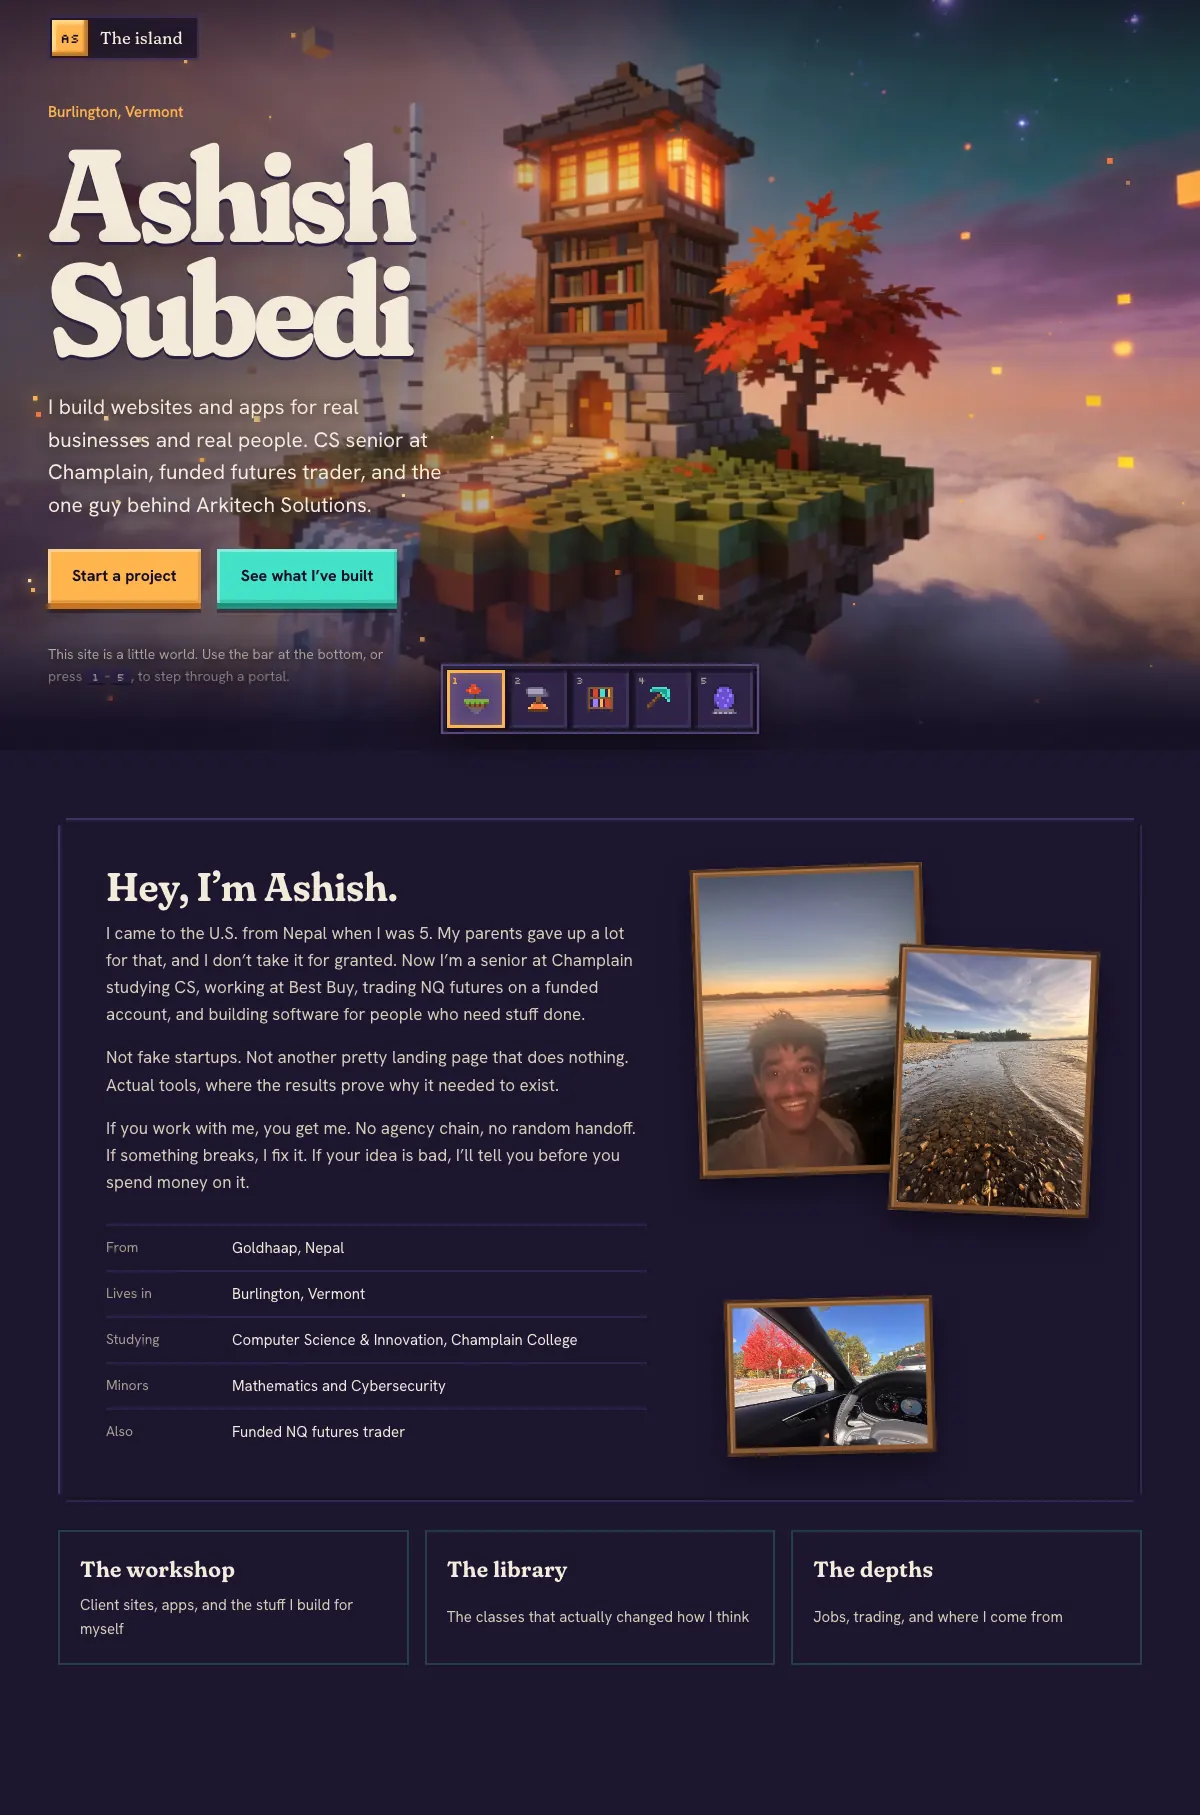 AS The island
Burlington, Vermont
Ashish
Subedi
I build websites and apps for real
businesses and real people. CS senior at
Champlain, funded futures trader, and the
one guy behind Arkitech Solutions.
Start a project
See what I’ve built
This site is a little world. Use the bar at the bottom, or
press 1 - 5 , to step through a portal.
1 2 3 4 5
Hey, I’m Ashish.
I came to the U.S. from Nepal when I was 5. My parents gave up a lot
for that, and I don’t take it for granted. Now I’m a senior at Champlain
studying CS, working at Best Buy, trading NQ futures on a funded
account, and building software for people who need stuff done.
Not fake startups. Not another pretty landing page that does nothing.
Actual tools, where the results prove why it needed to exist.
If you work with me, you get me. No agency chain, no random handoff.
If something breaks, I fix it. If your idea is bad, I’ll tell you before you
spend money on it.
From Goldhaap, Nepal
Lives in Burlington, Vermont
Studying Computer Science & Innovation, Champlain College
Minors Mathematics and Cybersecurity
Also Funded NQ futures trader
The workshop
Client sites, apps, and the stuff I build for
myself
The library
The classes that actually changed how I think
The depths
Jobs, trading, and where I come from